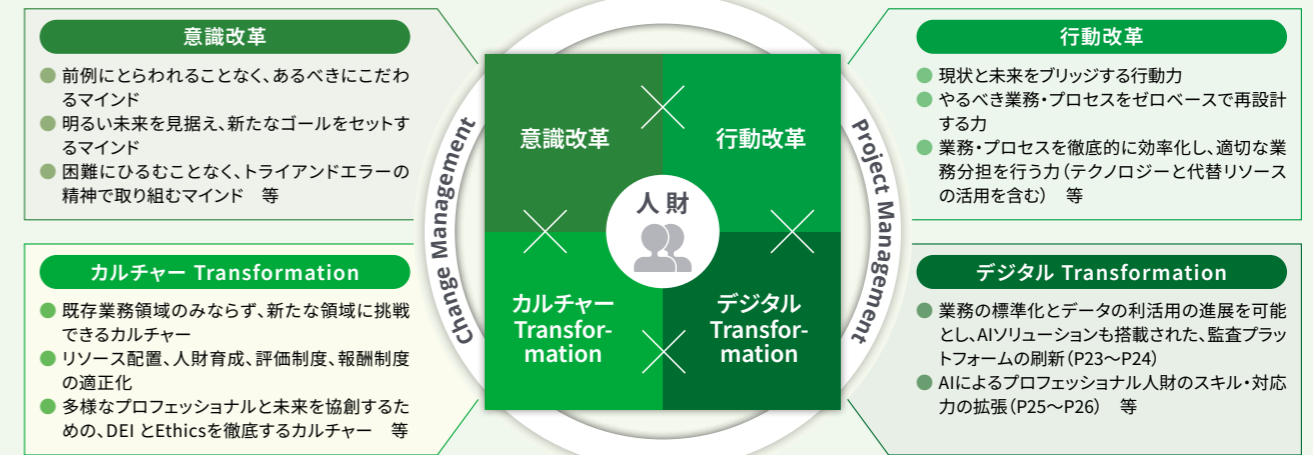 意識改革
● 前例にとらわれることなく、あるべきにこだわ
るマインド
● 明るい未来を見据え、新たなゴールをセットす
るマインド
● 困難にひるむことなく、トライアンドエラーの
精神で取り組むマインド　等
カルチャー Transformation
● 既存業務領域のみならず、新たな領域に挑戦
できるカルチャー
● リソース配置、人財育成、評価制度、報酬制度
の適正化
● 多様なプロフェッショナルと未来を協創するた
めの、DEI とEthicsを徹底するカルチャー　等
Change Management
意識改革
行動改革
人財
カルチャー
Transfor-
mation
デジタル
Transfor-
mation
Project Management
行動改革
● 現状と未来をブリッジする行動力
● やるべき業務・プロセスをゼロベースで再設計
する力
● 業務・プロセスを徹底的に効率化し、適切な業
務分担を行う力（テクノロジーと代替リソース
の活用を含む）　等
デジタル Transformation
● 業務の標準化とデータの利活用の進展を可能
とし、AIソリューションも搭載された、監査プラッ
トフォームの刷新（P23～P24）
● AIによるプロフェッショナル人財のスキル・対応
力の拡張（P25～P26）　等